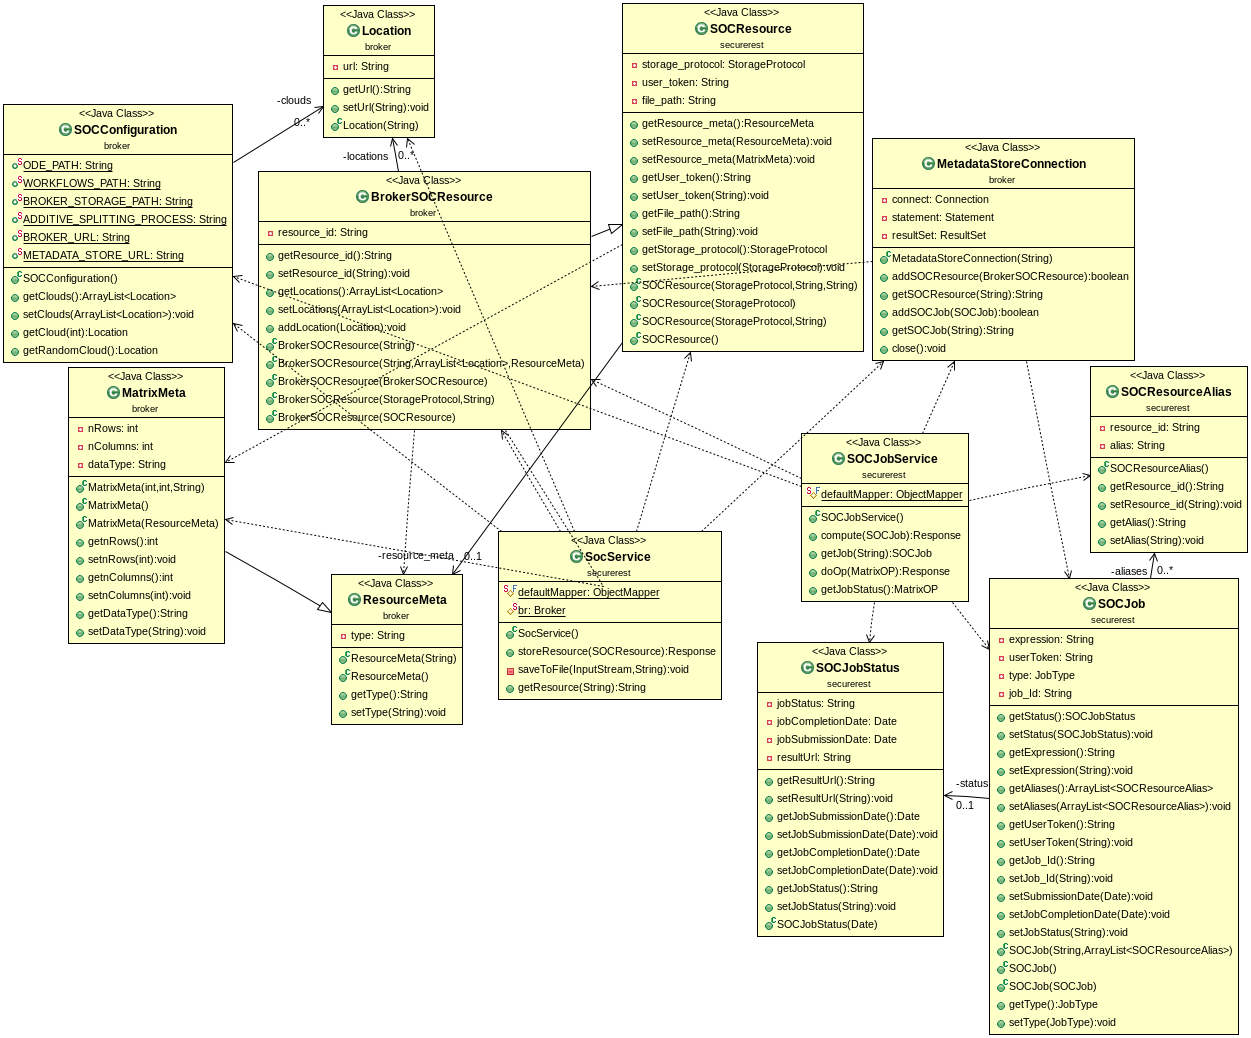 <<Java Class>>
Location
broker
url: String
getUrl():String
setUrl(String):void
Location(String)
<<Java Class>>
SOCResource
securerest
storage_protocol: StorageProtocol
user_token: String
file_path: String
getResource_meta():ResourceMeta
setResource_meta(ResourceMeta):void
setResource_meta(MatrixMeta):void
getUser_token():String
setUser_token(String):void
getFile_path():String
setFile_path(String):void
getStorage_protocol():StorageProtocol
setStorage_protocol(StorageProtocol):void
SOCResource(StorageProtocol,String,String)
SOCResource(StorageProtocol)
SOCResource(StorageProtocol,String)
SOCResource()
-clouds
0..*
<<Java Class>>
SOCConfiguration
broker
ODE_PATH: String
WORKFLOWS_PATH: String
BROKER_STORAGE_PATH: String
ADDITIVE_SPLITTING_PROCESS: String
BROKER_URL: String
METADATA_STORE_URL: String
SOCConfiguration()
getClouds():ArrayList<Location>
setClouds(ArrayList<Location>):void
getCloud(int):Location
getRandomCloud():Location
-locations
0..*
<<Java Class>>
BrokerSOCResource
broker
resource_id: String
getResource_id():String
setResource_id(String):void
getLocations():ArrayList<Location>
setLocations(ArrayList<Location>):void
addLocation(Location):void
BrokerSOCResource(String)
BrokerSOCResource(String,ArrayList<Location>,ResourceMeta)
BrokerSOCResource(BrokerSOCResource)
BrokerSOCResource(StorageProtocol,String)
BrokerSOCResource(SOCResource)
<<Java Class>>
MetadataStoreConnection
broker
connect: Connection
statement: Statement
resultSet: ResultSet
MetadataStoreConnection(String)
addSOCResource(BrokerSOCResource):boolean
getSOCResource(String):String
addSOCJob(SOCJob):boolean
getSOCJob(String):String
close():void
<<Java Class>>
MatrixMeta
broker
nRows: int
nColumns: int
dataType: String
MatrixMeta(int,int,String)
MatrixMeta()
MatrixMeta(ResourceMeta)
getnRows():int
setnRows(int):void
getnColumns():int
setnColumns(int):void
getDataType():String
setDataType(String):void
<<Java Class>>
SOCResourceAlias
securerest
resource_id: String
alias: String
SOCResourceAlias()
getResource_id():String
setResource_id(String):void
getAlias():String
setAlias(String):void
<<Java Class>>
SOCJobService
securerest
defaultMapper: ObjectMapper
SOCJobService()
compute(SOCJob):Response
getJob(String):SOCJob
doOp(MatrixOP):Response
getJobStatus():MatrixOP
-resource_meta
0..1
<<Java Class>>
SocService
securerest
defaultMapper: ObjectMapper
br: Broker
SocService()
storeResource(SOCResource):Response
saveToFile(InputStream,String):void
getResource(String):String
<<Java Class>>
ResourceMeta
broker
type: String
ResourceMeta(String)
ResourceMeta()
getType():String
setType(String):void
-aliases
0..*
<<Java Class>>
SOCJob
securerest
expression: String
userToken: String
type: JobType
job_Id: String
getStatus():SOCJobStatus
setStatus(SOCJobStatus):void
getExpression():String
setExpression(String):void
getAliases():ArrayList<SOCResourceAlias>
setAliases(ArrayList<SOCResourceAlias>):void
getUserToken():String
setUserToken(String):void
getJob_Id():String
setJob_Id(String):void
setSubmissionDate(Date):void
setJobCompletionDate(Date):void
setJobStatus(String):void
SOCJob(String,ArrayList<SOCResourceAlias>)
SOCJob()
SOCJob(SOCJob)
getType():JobType
setType(JobType):void
<<Java Class>>
SOCJobStatus
securerest
jobStatus: String
jobCompletionDate: Date
jobSubmissionDate: Date
resultUrl: String
getResultUrl():String
setResultUrl(String):void
getJobSubmissionDate():Date
setJobSubmissionDate(Date):void
getJobCompletionDate():Date
setJobCompletionDate(Date):void
getJobStatus():String
setJobStatus(String):void
SOCJobStatus(Date)
-status
0..1